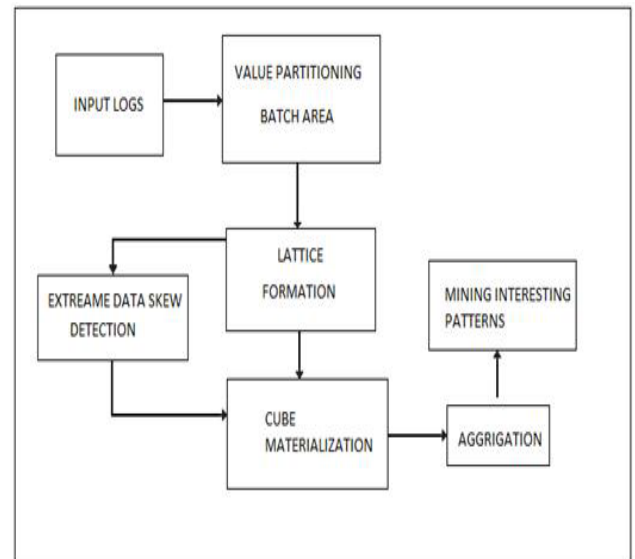 INPUT LOGS
VALUE PARTITIONING
BATCH AREA
LATTICE
FORMATION
EXTREAME DATA SKEW
DETECTION
MINING INTERESTING
PATTERNS
CUBE
MATERIALIZATION
AGGRIGATION